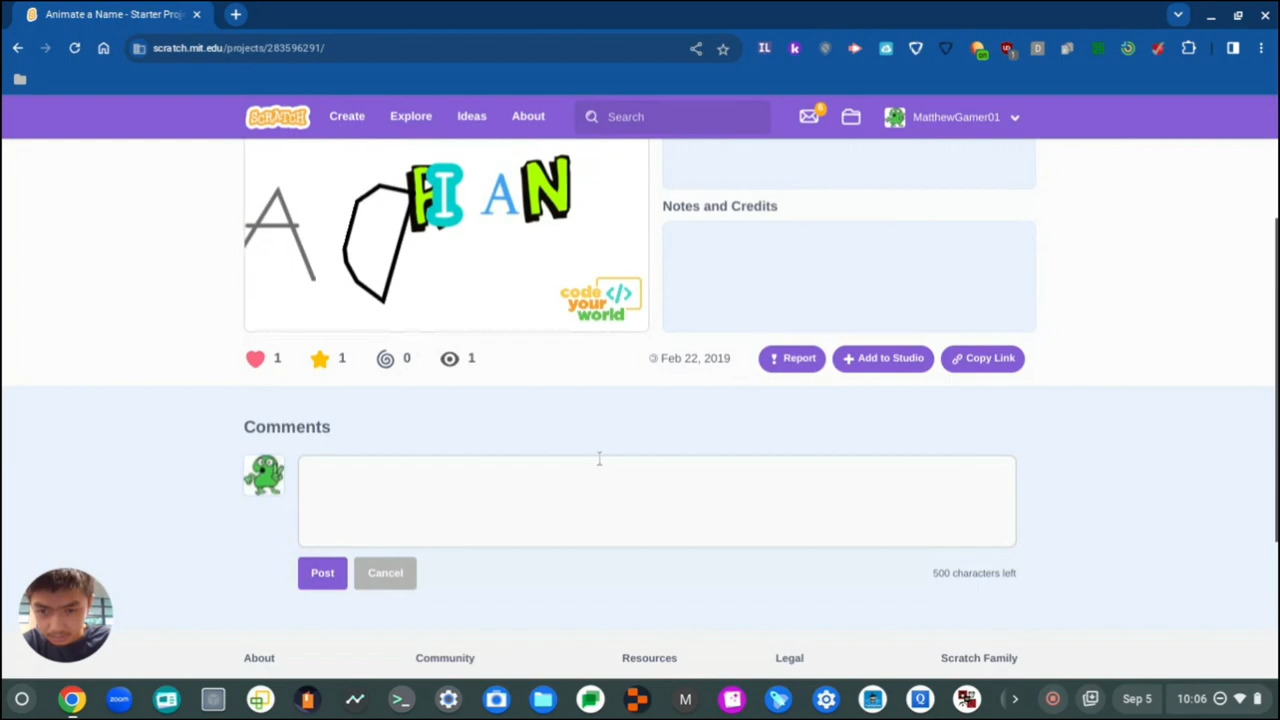 Animate a Name - Starter Proj
scratch.mit.edu/projects/283596291/
SCRATCH
Create
Explore
Ideas
About
Search
6
MatthewGamer01
A
I
A
N
code
your
world
Notes and Credits
1
1
0
1
Feb 22, 2019
Report
Add to Studio
Copy Link
Comments
Post
Cancel
500 characters left
About
Community
Resources
Legal
Scratch Family
Sep 5
10:06